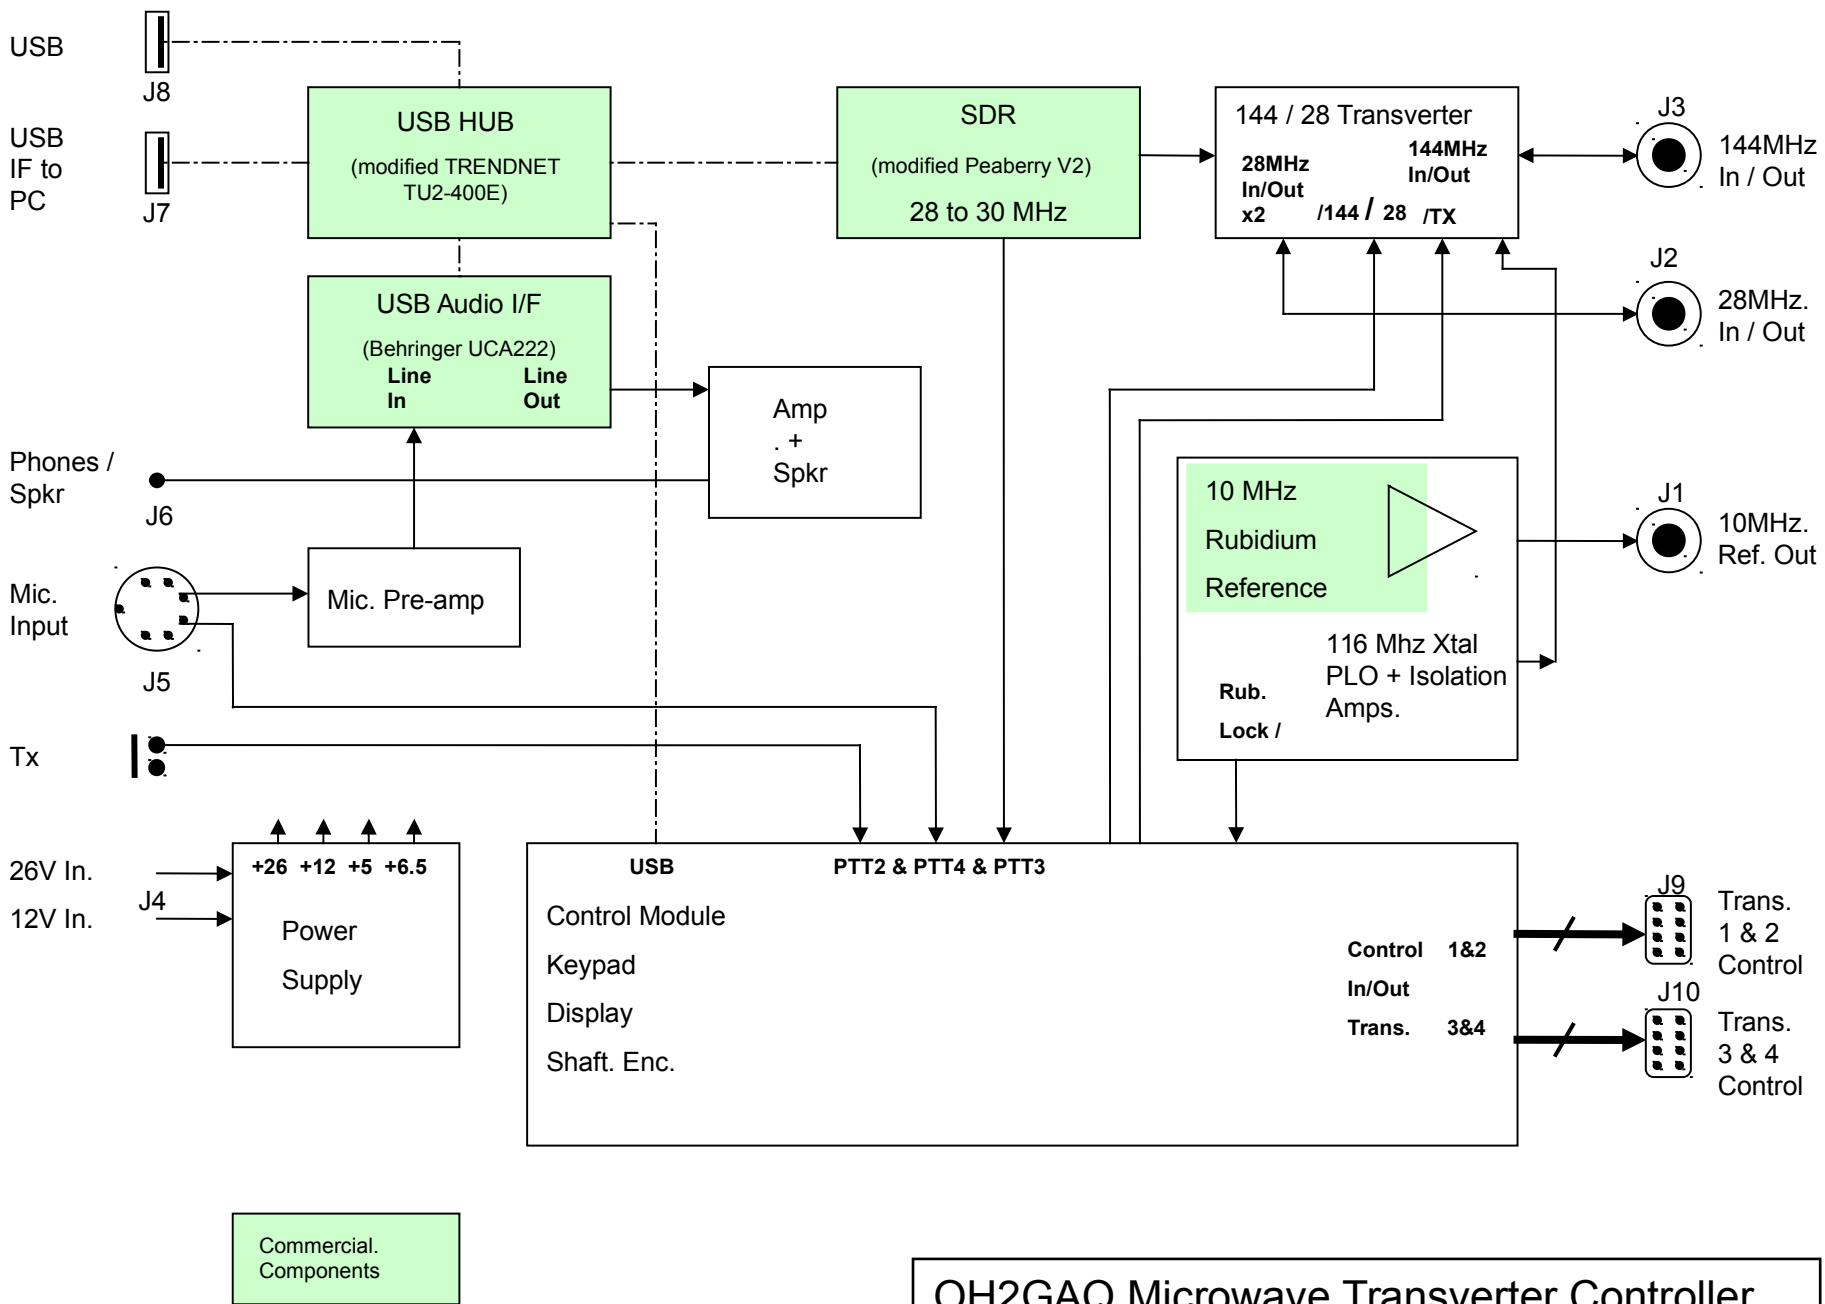 USB
J8
USB
IF to
PC
J7
USB HUB
(modified TRENDNET
TU2-400E)
SDR
(modified Peaberry V2)
28 to 30 MHz
144 / 28 Transverter
28MHz
In/Out
x2
144MHz
In/Out
/144 / 28 /TX
J3
144MHz
In / Out
J2
28MHz.
In / Out
USB Audio I/F
(Behringer UCA222)
Line
In
Line
Out
Amp
. +
Spkr
Phones /
Spkr
J6
Mic.
Input
J5
Mic. Pre-amp
10 MHz
Rubidium
Reference
116 Mhz Xtal
PLO + Isolation
Amps.
Rub.
Lock /
J1
10MHz.
Ref. Out
Tx
26V In.
12V In.
J4
+26 +12 +5 +6.5
Power
Supply
USB
PTT2 & PTT4 & PTT3
Control Module
Keypad
Display
Shaft. Enc.
Control 1&2
In/Out
Trans. 3&4
J9
Trans.
1 & 2
Control
J10
Trans.
3 & 4
Control
Commercial.
Components
OH2GAQ Microwave Transverter Controller